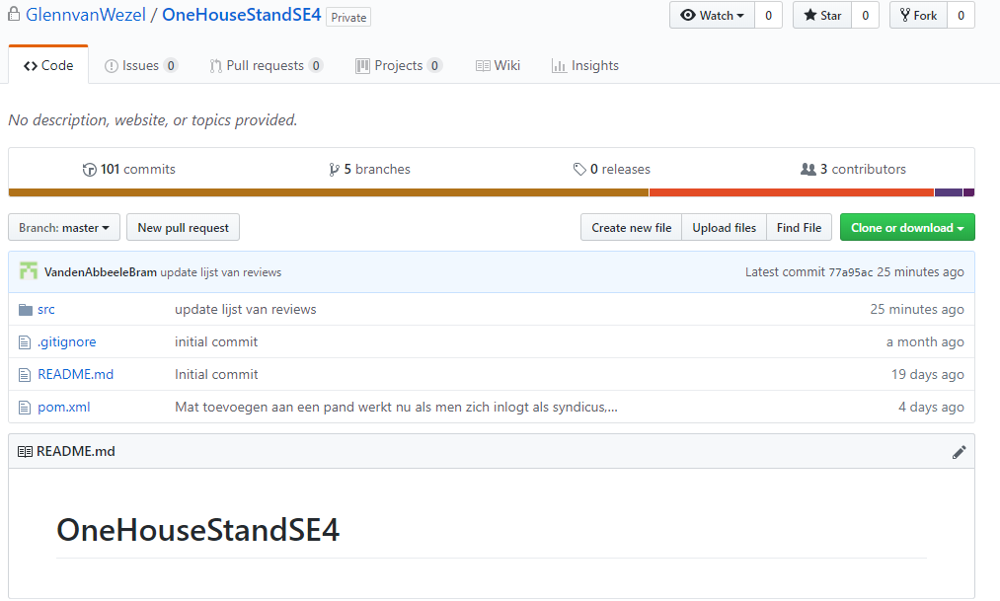 GlennvanWezel / OneHouseStandSE4 Private Watch 0 Star 0 Fork 0
Code Issues 0 Pull requests 0 Projects 0 Wiki Insights
No description, website, or topics provided.
101 commits 5 branches 0 releases 3 contributors
Branch: master New pull request Create new file Upload files Find File Clone or download
VandenAbbeeleBram update lijst van reviews Latest commit 77a95ac 25 minutes ago
src update lijst van reviews 25 minutes ago
.gitignore initial commit a month ago
README.md Initial commit 19 days ago
pom.xml Mat toevoegen aan een pand werkt nu als men zich inlogt als syndicus,... 4 days ago
README.md
OneHouseStandSE4